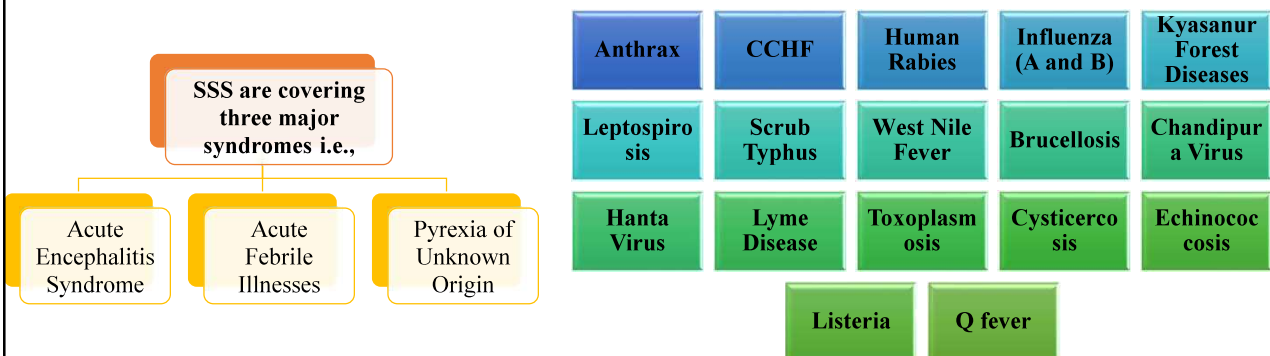 SSS are covering
three major
syndromes i.e.,
Acute
Encephalitis
Syndrome
Acute
Febrile
Illnesses
Pyrexia of
Unknown
Origin
Anthrax
CCHF
Human
Rabies
Influenza
(A and B)
Kyasanur
Forest
Diseases
Leptospiro
sis
Scrub
Typhus
West Nile
Fever
Brucellosis
Chandipur
a Virus
Hanta
Virus
Lyme
Disease
Toxoplasm
osis
Cysticerco
sis
Echinococ
cosis
Listeria
Q fever